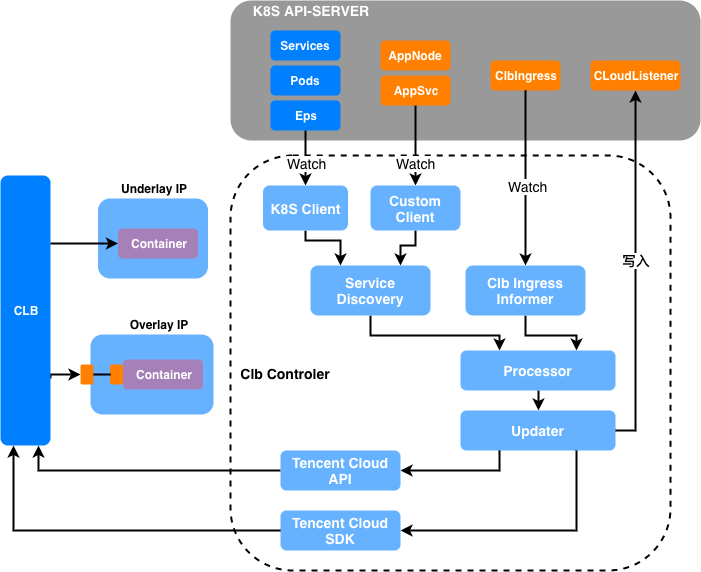 K8S API-SERVER
Services
Pods
Eps
AppNode
AppSvc
ClbIngress
CLoudListener
Watch
Watch
Watch
写入
K8S Client
Custom
Client
Service
Discovery
Clb Ingress
Informer
Processor
Updater
Clb Controler
Tencent Cloud
API
Tencent Cloud
SDK
CLB
Underlay IP
Container
Overlay IP
Container